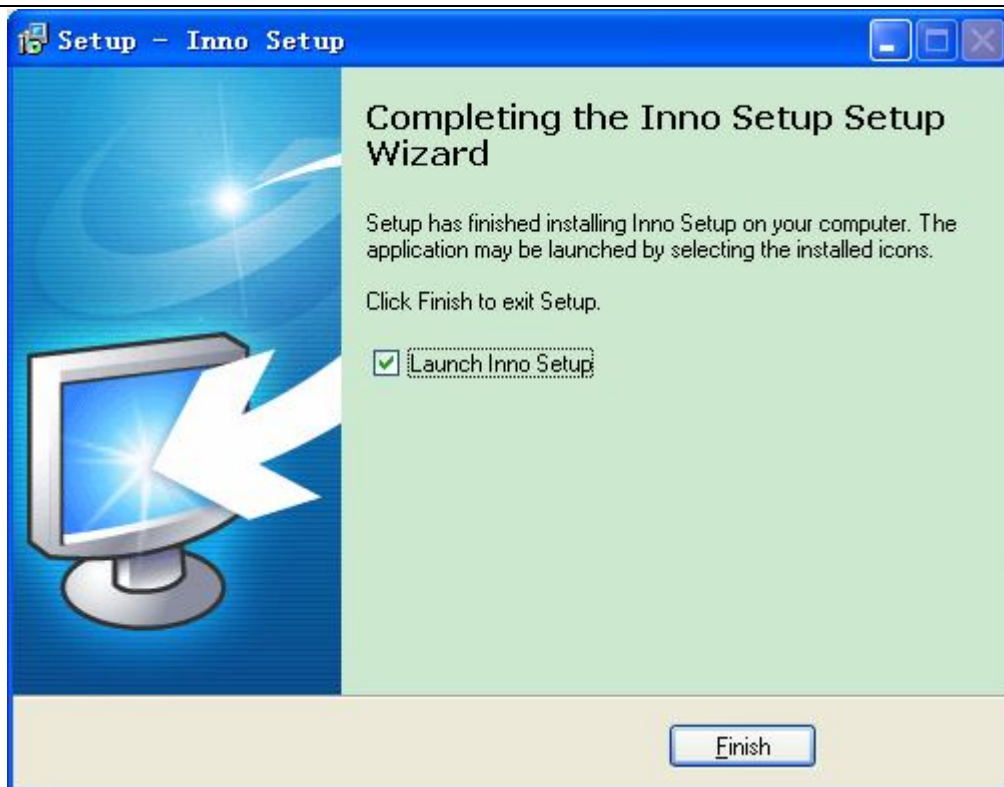 Setup - Inno Setup
Completing the Inno Setup Setup
Wizard
Setup has finished installing Inno Setup on your computer. The
application may be launched by selecting the installed icons.
Click Finish to exit Setup.
Launch Inno Setup
Finish